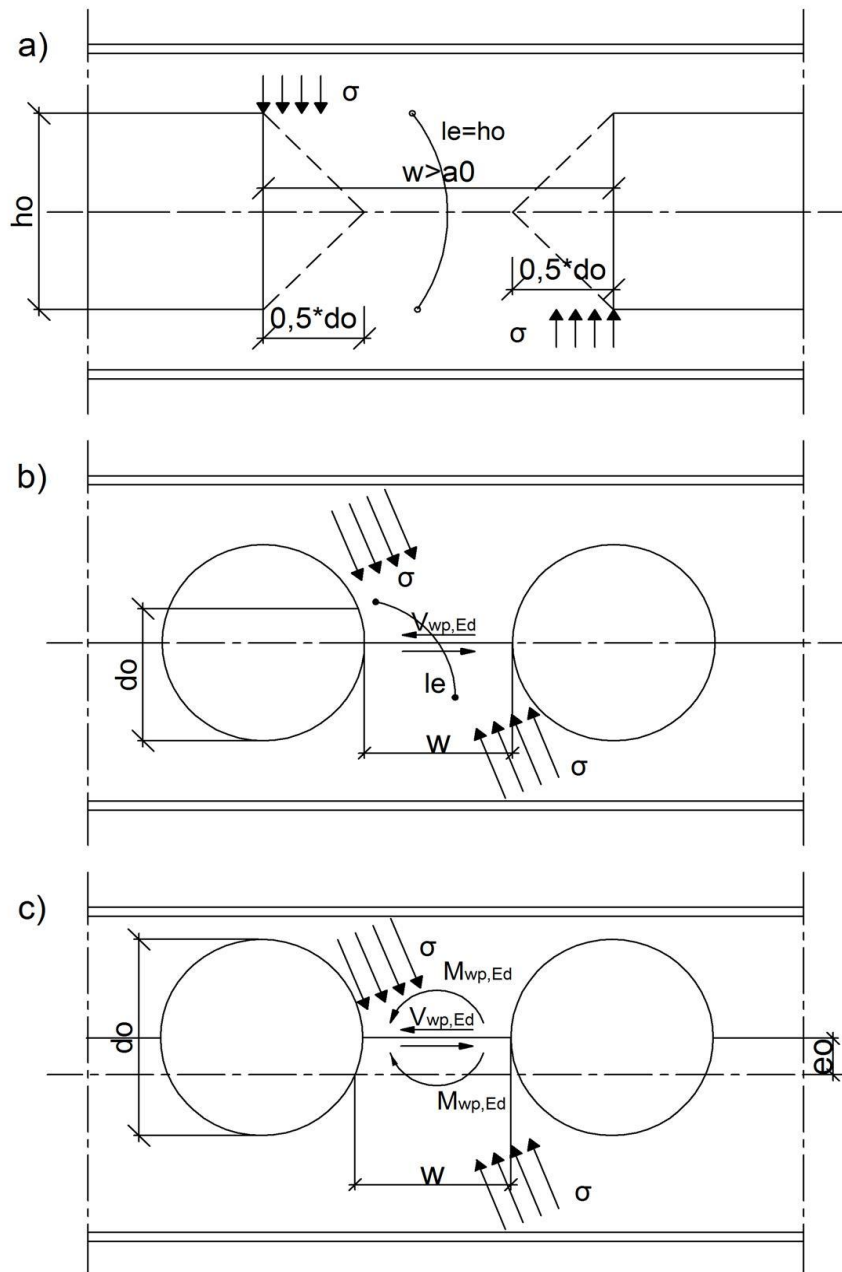 a)
σ
le=ho
w>a0
ho
0,5*do
0,5*do
σ
b)
σ
Vwp,Ed
do
le
w
σ
c)
σ
Mwp,Ed
Vwp,Ed
do
eo
Mwp,Ed
w
σ